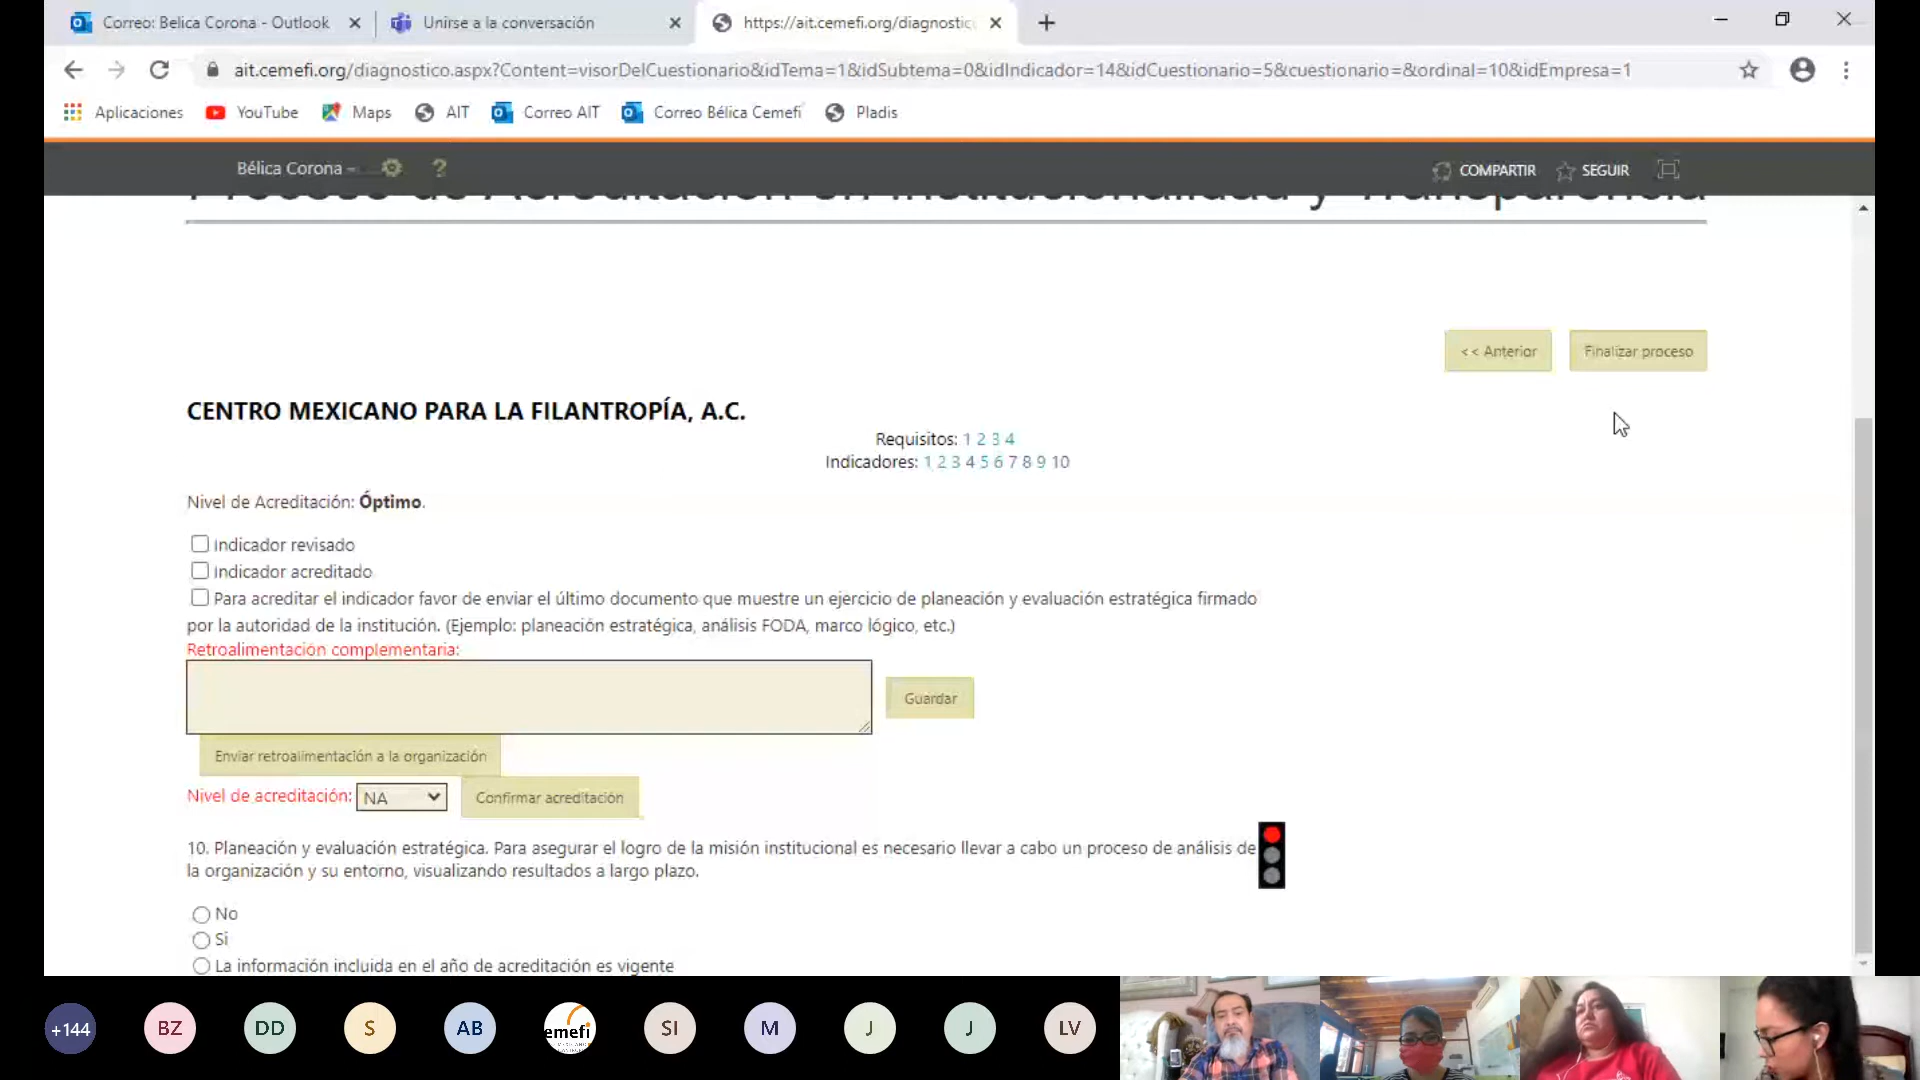 Correo: Belica Corona - Outlook
Unirse a la conversación
https://ait.cemefi.org/diagnostic
ait.cemefi.org/diagnostico.aspx?Content=visorDelCuestionario&idTema=1&idSubtema=0&idIndicador=14&idCuestionario=5&cuestionario=&ordinal=10&idEmpresa=1
Aplicaciones
YouTube
Maps
AIT
Correo AIT
Correo Bélica Cemefi
Pladis
Bélica Corona -
?
COMPARTIR
SEGUIR
Proceso de Acreditación en Institucionalidad y Transparencia
<< Anterior
Finalizar proceso
CENTRO MEXICANO PARA LA FILANTROPÍA, A.C.
Requisitos: 1 2 3 4
Indicadores: 1 2 3 4 5 6 7 8 9 10
Nivel de Acreditación: Óptimo.
Indicador revisado
Indicador acreditado
Para acreditar el indicador favor de enviar el último documento que muestre un ejercicio de planeación y evaluación estratégica firmado
por la autoridad de la institución. (Ejemplo: planeación estratégica, análisis FODA, marco lógico, etc.)
Retroalimentación complementaria:
Guardar
Enviar retroalimentación a la organización
Nivel de acreditación: NA
Confirmar acreditación
10. Planeación y evaluación estratégica. Para asegurar el logro de la misión institucional es necesario llevar a cabo un proceso de análisis de
la organización y su entorno, visualizando resultados a largo plazo.
No
Sí
La información incluida en el año de acreditación es vigente
+144
BZ
DD
S
AB
emefi
SI
M
J
J
LV